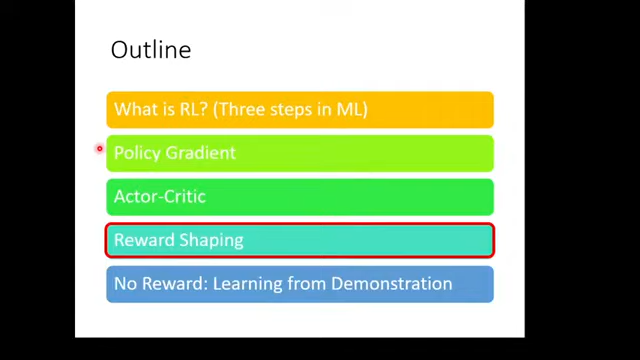 Outline
What is RL? (Three steps in ML)
Policy Gradient
Actor-Critic
Reward Shaping
No Reward: Learning from Demonstration